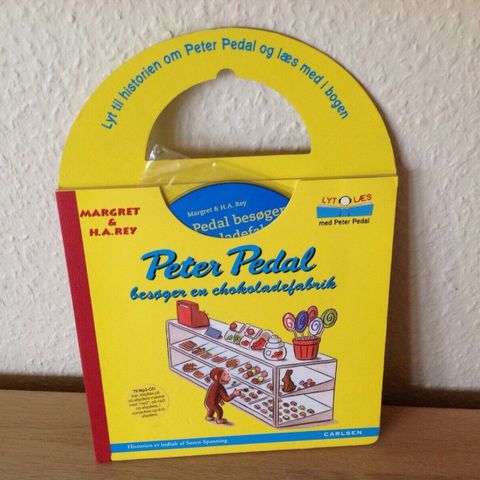 Lyt til historien om Peter Pedal og læs med i bogen
Margret & H.A. Rey
Pedal besøger
MARGRET
&
H.A.REY
LYT LÆS
med Peter Pedal
Peter Pedal
besøger en chokoladefabrik
Historien er indtalt af Søren Spanning
CARLSEN